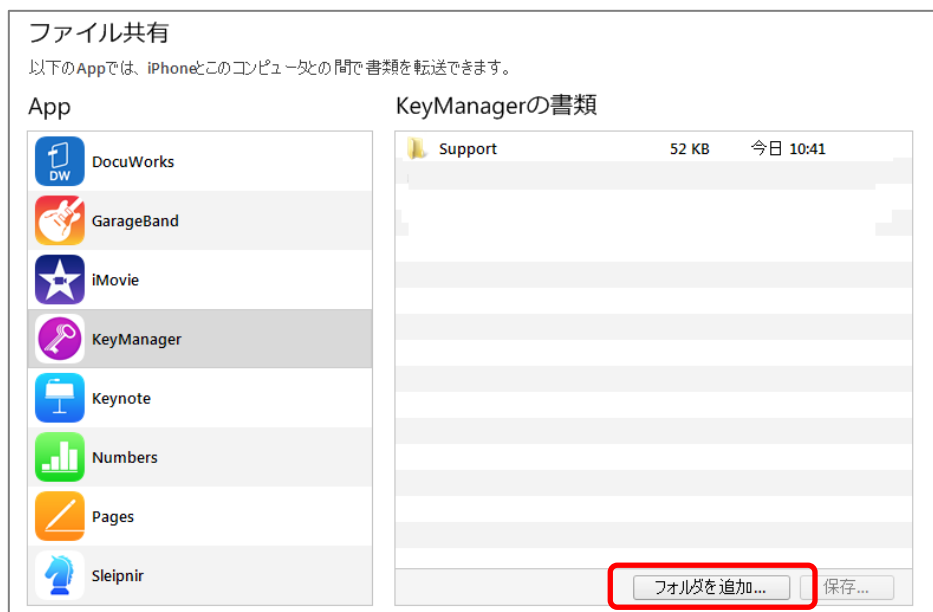 ファイル共有
以下のAppでは、iPhoneとこのコンピュータとの間で書類を転送できます。
App
KeyManagerの書類
DW
DocuWorks
GarageBand
iMovie
KeyManager
Keynote
Numbers
Pages
Sleipnir
Support 52 KB 今日 10:41
フォルダを追加... 保存...